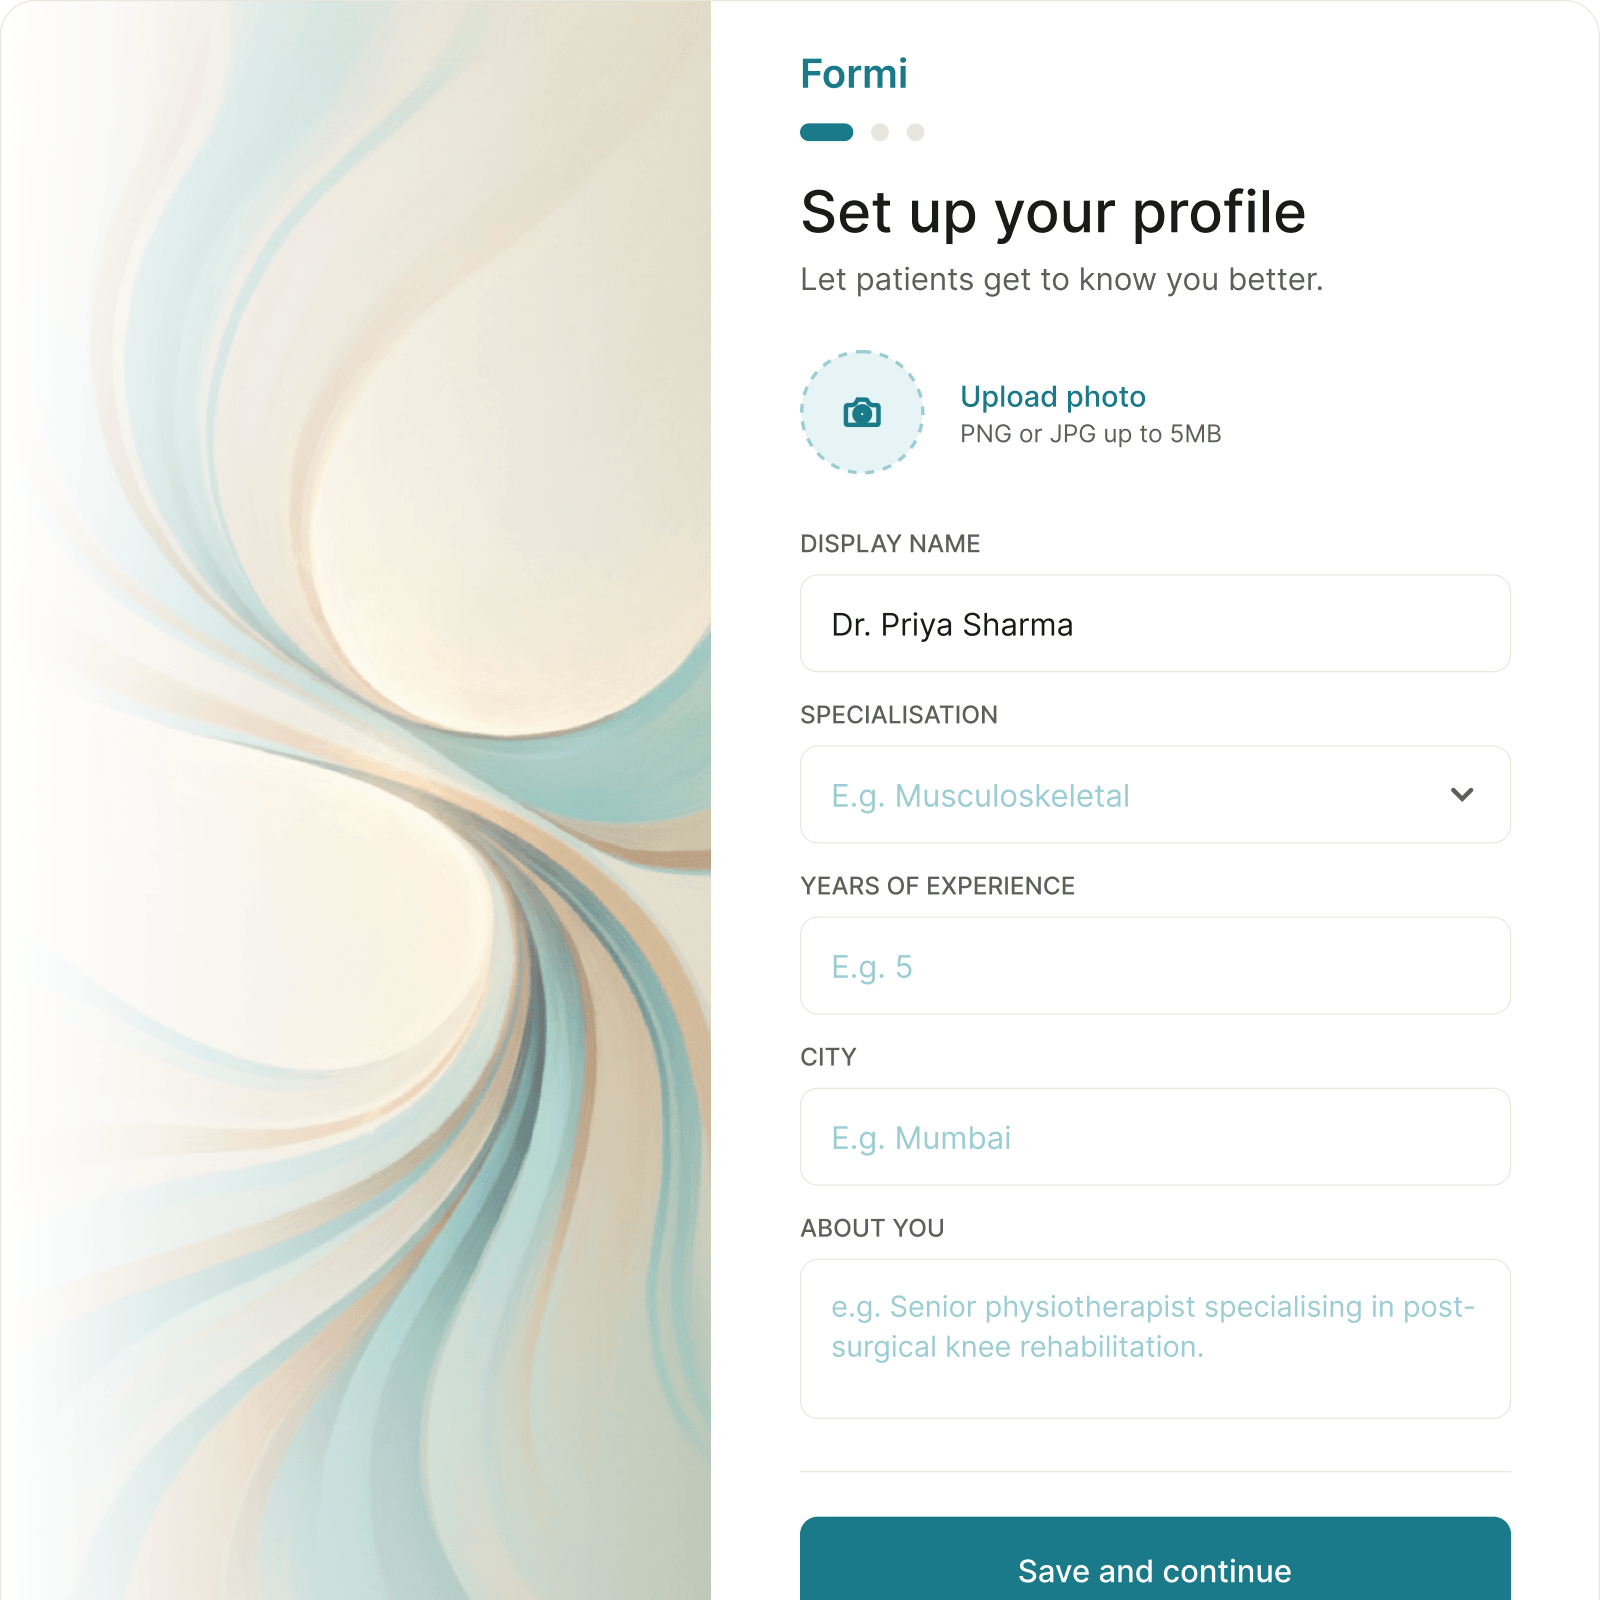 Formi
Set up your profile
Let patients get to know you better.
Upload photo
PNG or JPG up to 5MB
DISPLAY NAME
Dr. Priya Sharma
SPECIALISATION
E.g. Musculoskeletal
YEARS OF EXPERIENCE
E.g. 5
CITY
E.g. Mumbai
ABOUT YOU
e.g. Senior physiotherapist specialising in post-
surgical knee rehabilitation.
Save and continue